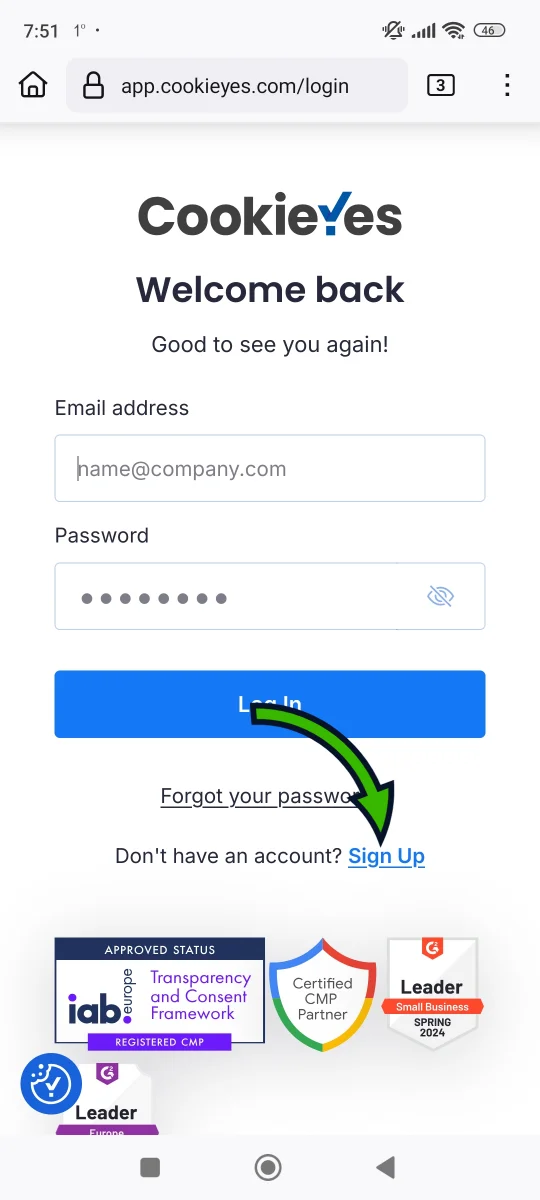 7:51 1°
46
app.cookieyes.com/login
3
CookieYes
Welcome back
Good to see you again!
Email address
name@company.com
Password
Log In
Forgot your passwor
Don't have an account? Sign Up
APPROVED STATUS
iab.europe
Transparency
and Consent
Framework
REGISTERED CMP
Certified
CMP
Partner
G2
Leader
Small Business
SPRING
2024
G2
Leader
Europe